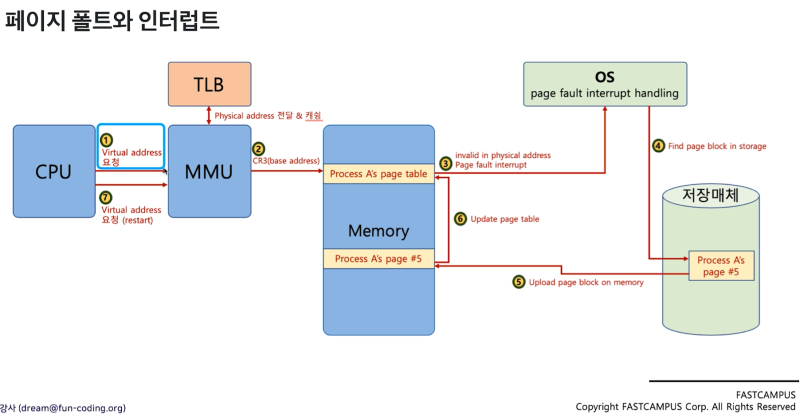 페이지 폴트와 인터럽트
TLB
OS
page fault interrupt handling
Physical address 전달 & 캐쉬
1
Virtual address
요청
2
CR3(base address)
3
invalid in physical address
Page fault interrupt
4
Find page block in storage
CPU
MMU
Process A's page table
저장매체
7
Virtual address
요청 (restart)
Memory
6
Update page table
Process A's page #5
Process A's
page #5
5
Upload page block on memory
FASTCAMPUS
Copyright FASTCAMPUS Corp. All Rights Reserved
강사 (dream@fun-coding.org)